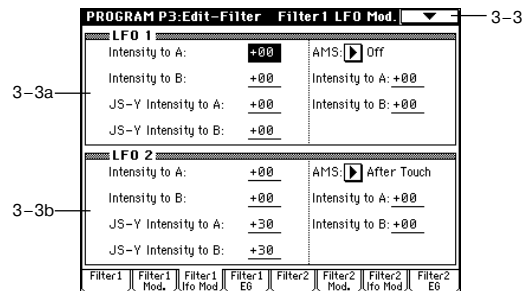 PROGRAM P3:Edit-Filter Filter1 LFO Mod.
3–3
LFO 1
Intensity to A: +00 AMS: Off
Intensity to B: +00 Intensity to A: +00
3–3a
JS-Y Intensity to A: +00 Intensity to B: +00
JS-Y Intensity to B: +00
LFO 2
Intensity to A: +00 AMS: After Touch
Intensity to B: +00 Intensity to A: +00
3–3b
JS-Y Intensity to A: +30 Intensity to B: +00
JS-Y Intensity to B: +30
Filter1 Filter1 Mod. Filter1 lfo Mod Filter1 EG Filter2 Filter2 Mod. Filter2 lfo Mod Filter2 EG